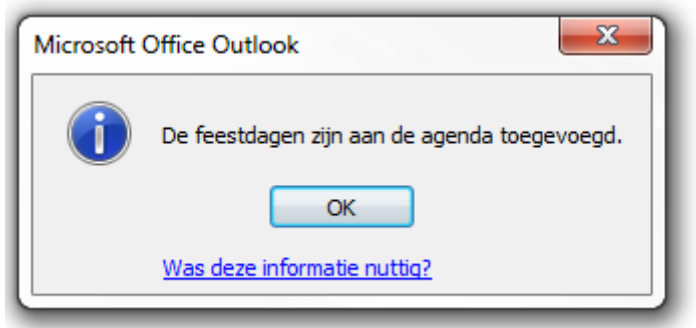 Microsoft Office Outlook
De feestdagen zijn aan de agenda toegevoegd.
OK
Was deze informatie nuttig?